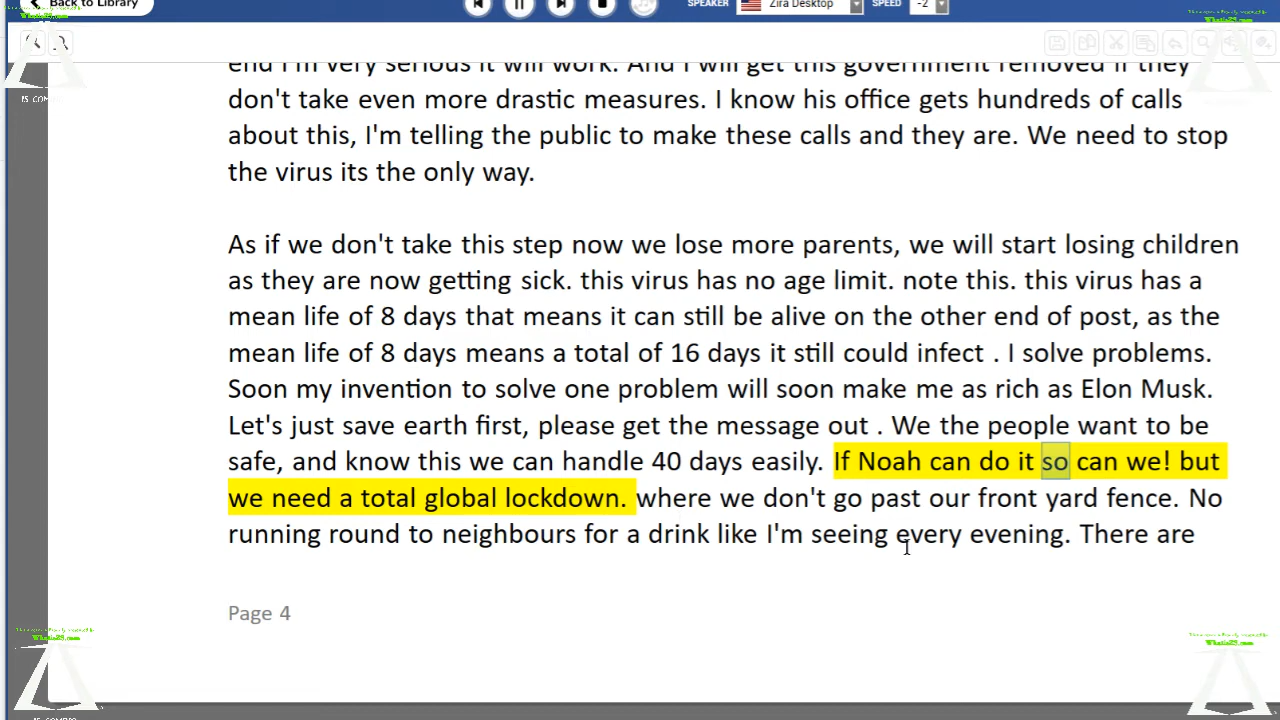 Back to Library
SPEAKER Zira Desktop SPEED -2
end I'm very serious it will work. And I will get this government removed if they
don't take even more drastic measures. I know his office gets hundreds of calls
about this, I'm telling the public to make these calls and they are. We need to stop
the virus its the only way.
As if we don't take this step now we lose more parents, we will start losing children
as they are now getting sick. this virus has no age limit. note this. this virus has a
mean life of 8 days that means it can still be alive on the other end of post, as the
mean life of 8 days means a total of 16 days it still could infect . I solve problems.
Soon my invention to solve one problem will soon make me as rich as Elon Musk.
Let's just save earth first, please get the message out . We the people want to be
safe, and know this we can handle 40 days easily. If Noah can do it so can we! but
we need a total global lockdown. where we don't go past our front yard fence. No
running round to neighbours for a drink like I'm seeing every evening. There are
Page 4